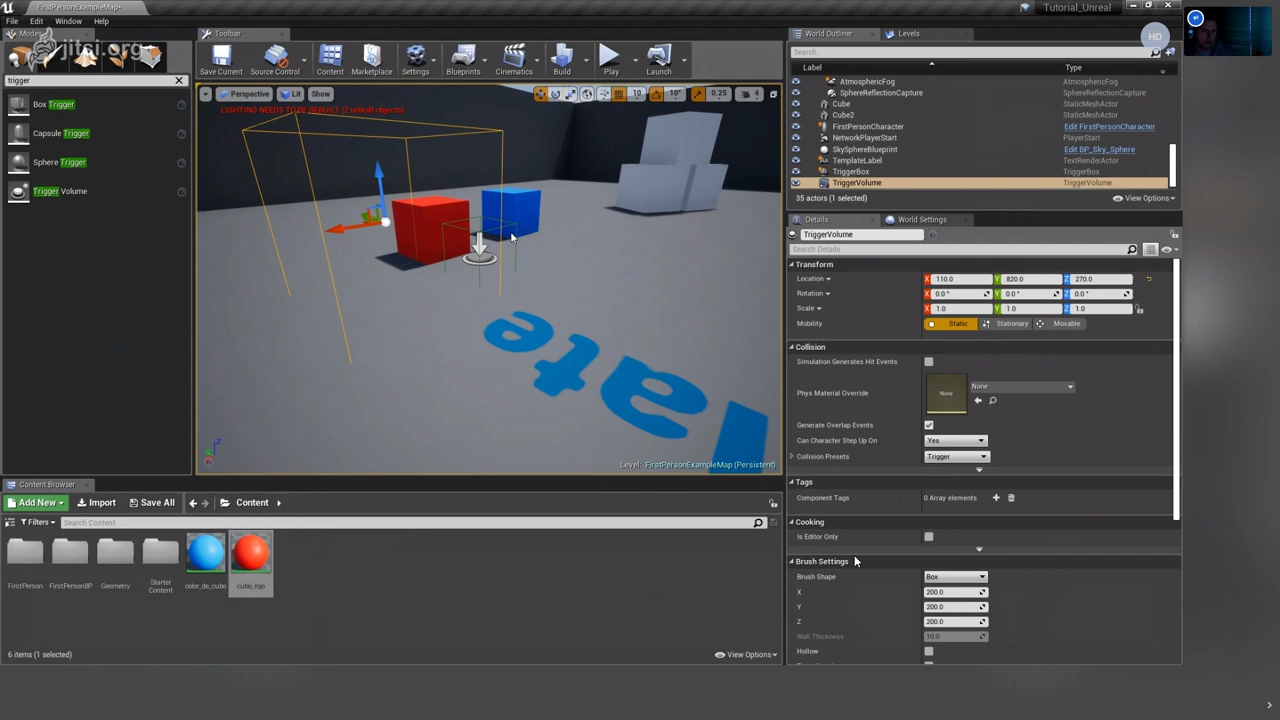 FirstPersonExampleMap*
Tutorial_Unreal
File Edit Window Help
Modes
jitsi.org
Toolbar
World Outliner
Levels
HD
trigger
Save Current
Source Control
Content
Marketplace
Settings
Blueprints
Cinematics
Build
Play
Launch
Search...
Label
Type
AtmosphericFog AtmosphericFog
SphereReflectionCapture SphereReflectionCapture
Cube StaticMeshActor
Cube2 StaticMeshActor
FirstPersonCharacter Edit FirstPersonCharacter
NetworkPlayerStart PlayerStart
SkySphereBlueprint Edit BP_Sky_Sphere
TemplateLabel TextRenderActor
TriggerBox TriggerBox
TriggerVolume TriggerVolume
35 actors (1 selected)
View Options
Box Trigger
Capsule Trigger
Sphere Trigger
Trigger Volume
Perspective Lit Show
10 10° 0.25 4
LIGHTING NEEDS TO BE REBUILT (2 unbuilt objects)
late
Level: FirstPersonExampleMap (Persistent)
Details
World Settings
TriggerVolume
Search Details
Transform
Location X 110.0 Y 820.0 Z 270.0
Rotation X 0.0° Y 0.0° Z 0.0°
Scale X 1.0 Y 1.0 Z 1.0
Mobility Static Stationary Movable
Collision
Simulation Generates Hit Events
Phys Material Override None None
Generate Overlap Events
Can Character Step Up On Yes
Collision Presets Trigger
Tags
Component Tags 0 Array elements
Cooking
Is Editor Only
Brush Settings
Brush Shape Box
X 200.0
Y 200.0
Z 200.0
Wall Thickness 10.0
Hollow
Content Browser
Add New Import Save All Content
Filters Search Content
FirstPerson
FirstPersonBP
Geometry
Starter Content
color_de_cubo
cubo_rojo
6 items (1 selected)
View Options